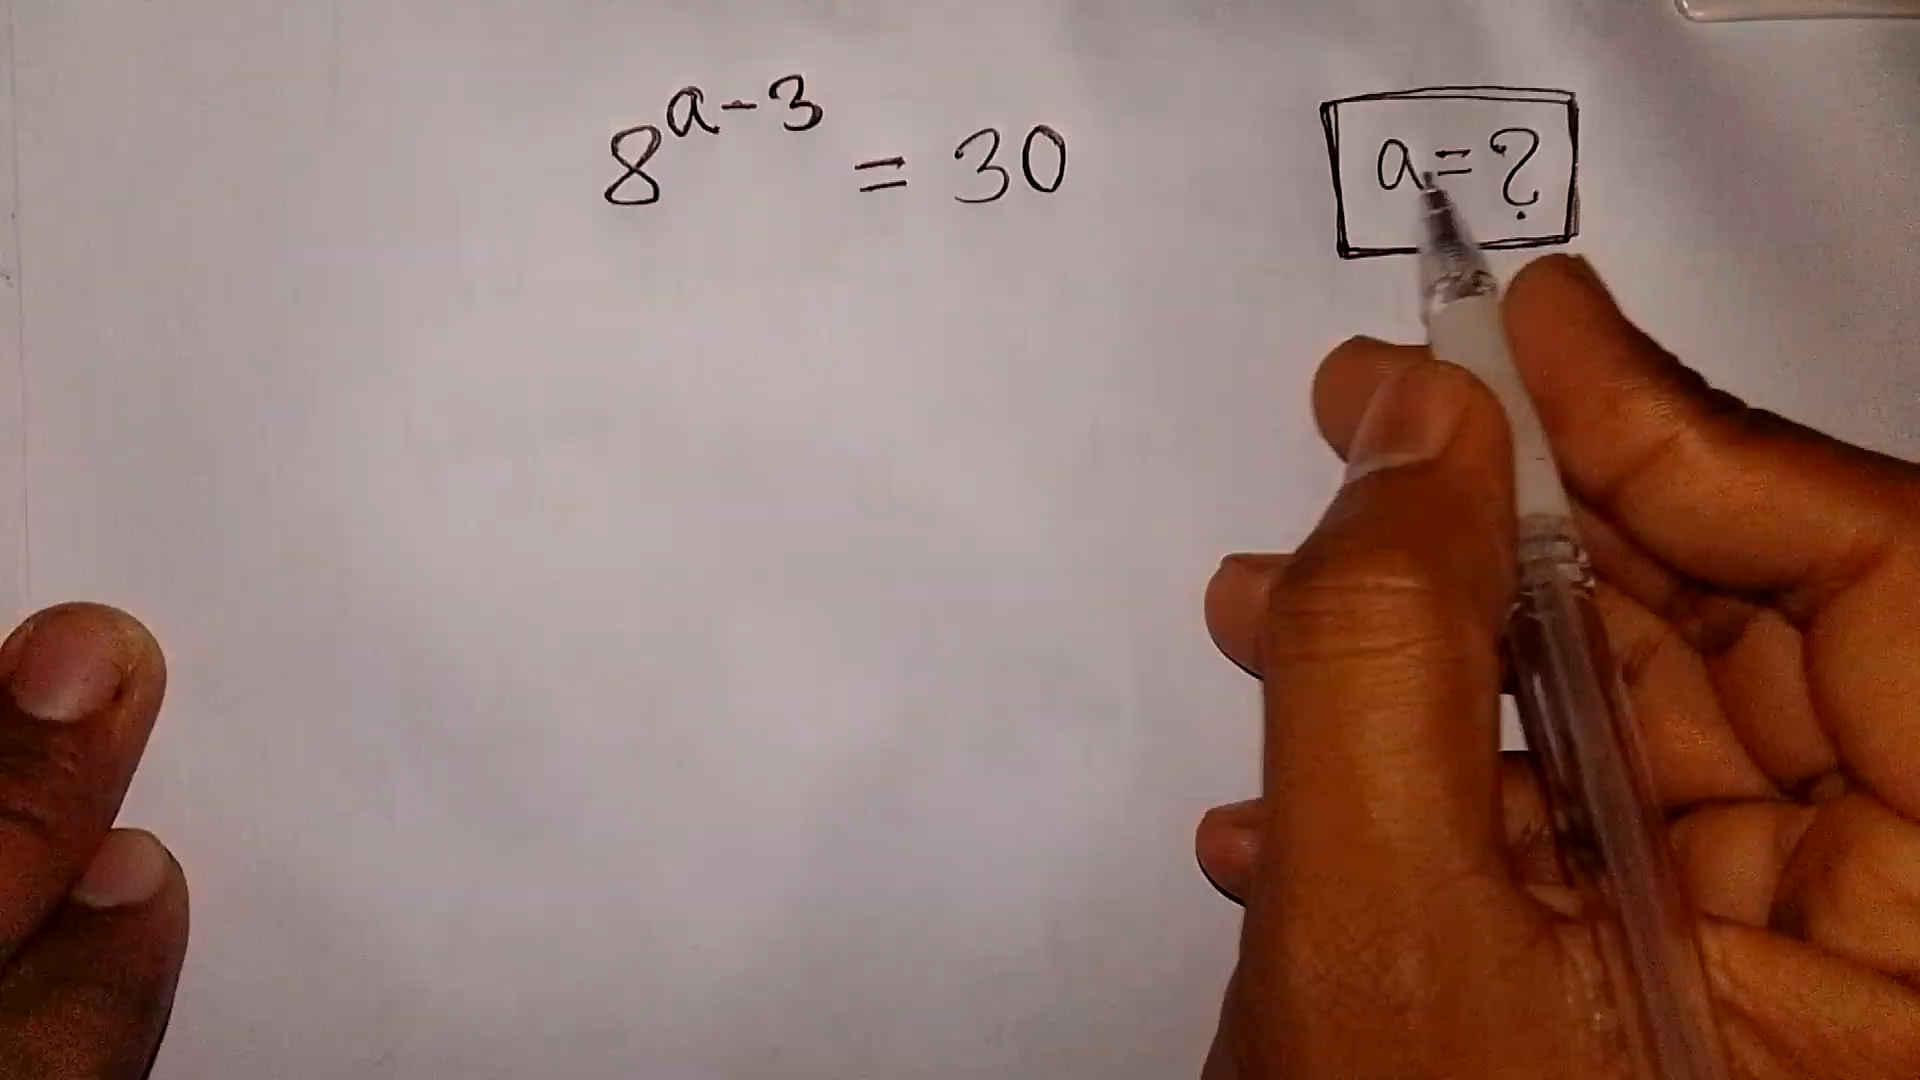 8^{a-3} = 30
a = ?